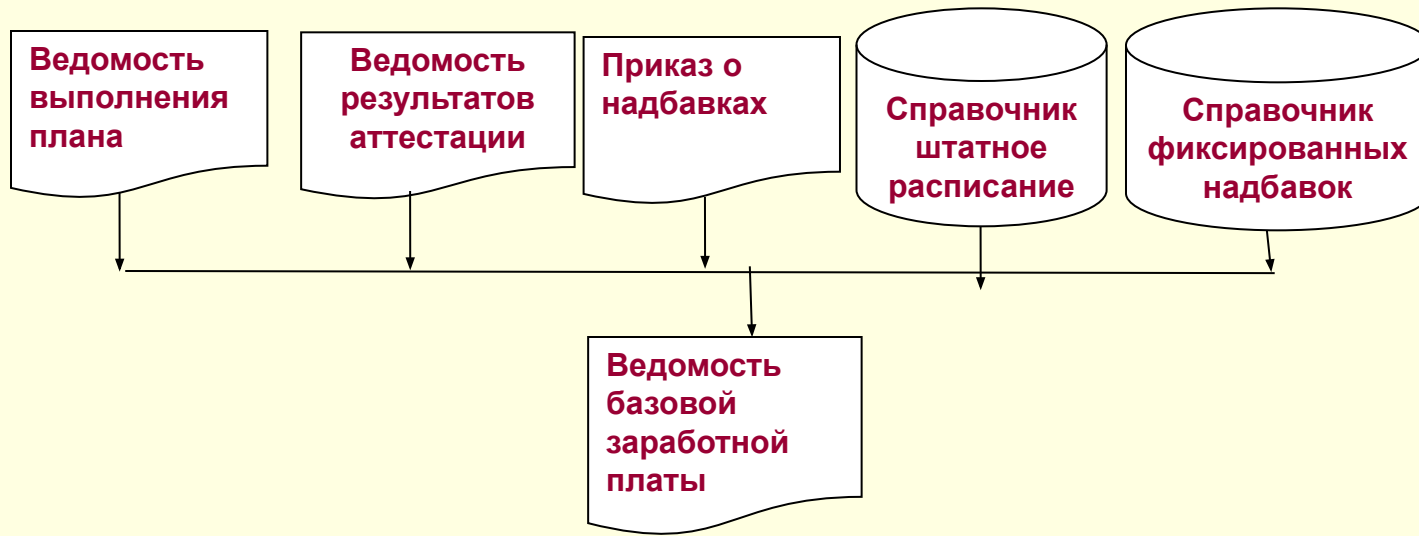 Ведомость
выполнения
плана
Ведомость
результатов
аттестации
Приказ о
надбавках
Справочник
штатное
расписание
Справочник
фиксированных
надбавок
Ведомость
базовой
заработной
платы